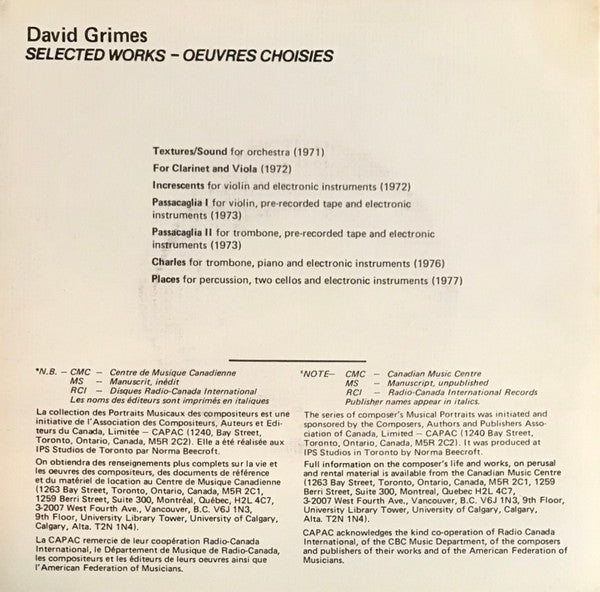 David Grimes
SELECTED WORKS – OEUVRES CHOISIES
Textures/Sound for orchestra (1971)
For Clarinet and Viola (1972)
Increscents for violin and electronic instruments (1972)
Passacaglia I for violin, pre-recorded tape and electronic
instruments (1973)
Passacaglia II for trombone, pre-recorded tape and electronic
instruments (1973)
Charles for trombone, piano and electronic instruments (1976)
Places for percussion, two cellos and electronic instruments (1977)
*N.B. – CMC – Centre de Musique Canadienne
MS – Manuscrit, inédit
RCI – Disques Radio-Canada International
Les noms des éditeurs sont imprimés en italiques
La collection des Portraits Musicaux des compositeurs est une
initiative de l'Association des Compositeurs, Auteurs et Edi-
teurs du Canada, Limitée – CAPAC (1240, Bay Street,
Toronto, Ontario, Canada, M5R 2C2). Elle a été réalisée aux
IPS Studios de Toronto par Norma Beecroft.
On obtiendra des renseignements plus complets sur la vie et
les oeuvres des compositeurs, des documents de référence
et du matériel de location au Centre de Musique Canadienne
(1263 Bay Street, Toronto, Ontario, Canada, M5R 2C1,
1259 Berri Street, Suite 300, Montréal, Québec H2L 4C7,
3-2007 West Fourth Ave., Vancouver, B.C. V6J 1N3,
9th Floor, University Library Tower, University of Calgary,
Calgary, Alta. T2N 1N4).
La CAPAC remercie de leur coopération Radio-Canada
International, le Département de Musique de Radio-Canada,
les compositeurs et les éditeurs de leurs oeuvres ainsi que
l'American Federation of Musicians.
*NOTE– CMC – Canadian Music Centre
MS – Manuscript, unpublished
RCI – Radio-Canada International Records
Publisher names appear in italics.
The series of composer's Musical Portraits was initiated and
sponsored by the Composers, Authors and Publishers Asso-
ciation of Canada, Limited – CAPAC (1240 Bay Street,
Toronto, Ontario, Canada, M5R 2C2). It was produced at
IPS Studios in Toronto by Norma Beecroft.
Full information on the composer's life and works, on perusal
and rental material is available from the Canadian Music Centre
(1263 Bay Street, Toronto, Ontario, M5R 2C1, 1259
Berri Street, Suite 300, Montreal, Quebec H2L 4C7,
3-2007 West Fourth Ave., Vancouver, B.C. V6J 1N3, 9th Floor,
University Library Tower, University of Calgary, Calgary,
Alta. T2N 1N4)
CAPAC acknowledges the kind co-operation of Radio Canada
International, of the CBC Music Department, of the composers
and publishers of their works and of the American Federation of
Musicians.